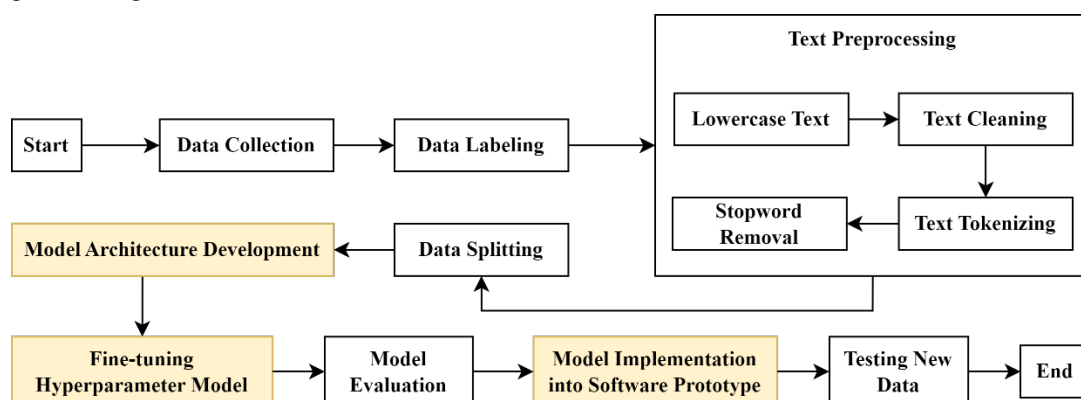 Text Preprocessing
Start
Data Collection
Data Labeling
Lowercase Text
Text Cleaning
Stopword
Removal
Text Tokenizing
Model Architecture Development
Data Splitting
Fine-tuning
Hyperparameter Model
Model
Evaluation
Model Implementation
into Software Prototype
Testing New
Data
End